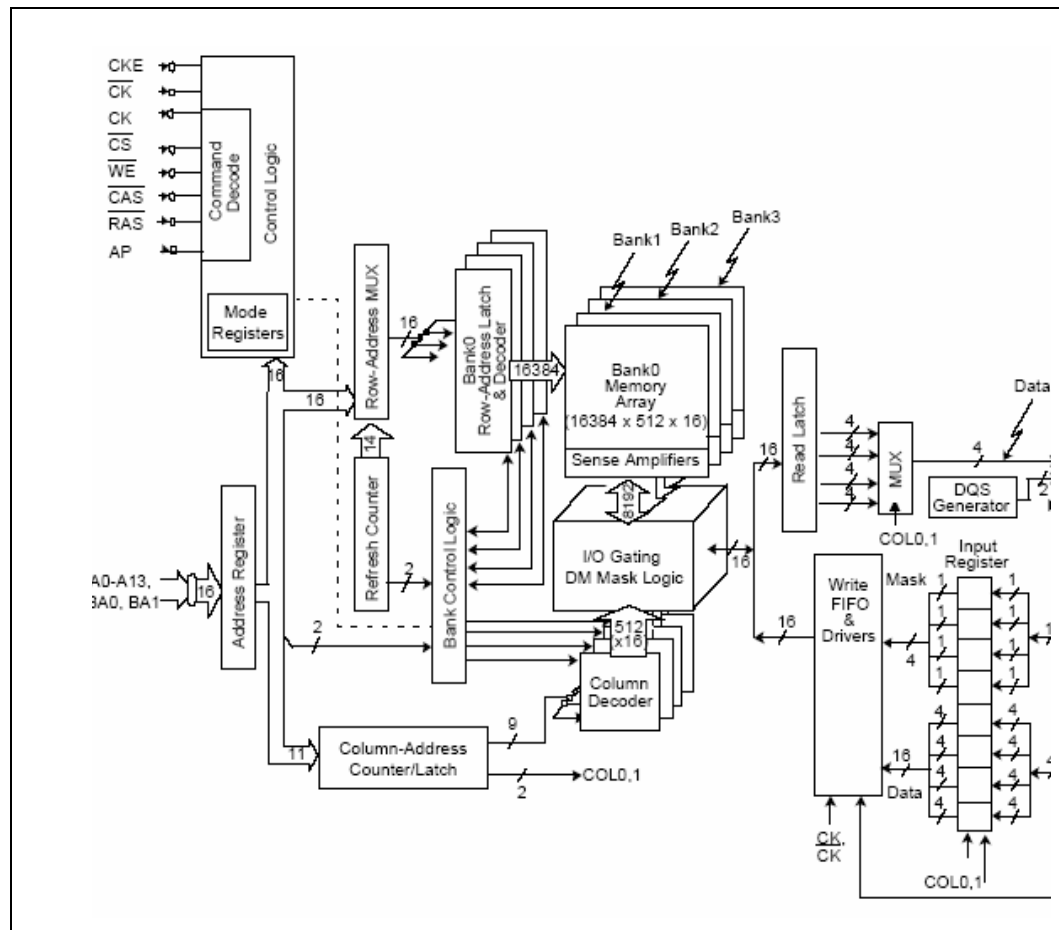 CKE
CK
CK
CS
WE
CAS
RAS
AP
Command
Decode
Control Logic
Mode
Registers
16
16
Row-Address MUX
14
Refresh Counter
16
Bank0
Row-Address Latch
& Decoder
16384
Bank1
Bank2
Bank3
Bank0
Memory
Array
(16384 x 512 x 16)
Sense Amplifiers
8192
I/O Gating
DM Mask Logic
16
512
(x16)
Column
Decoder
Bank Control Logic
2
2
A0-A13,
BA0, BA1
16
Address Register
11
Column-Address
Counter/Latch
9
2
COL0,1
16
Read Latch
4
4
4
4
MUX
COL0,1
4
Data
DQS
Generator
2
16
Write
FIFO
&
Drivers
CK,
CK
Input
Register
Mask
1
1
1
1
1
4
1
1
1
1
1
1
4
4
4
4
4
16
Data
4
4
4
4
4
COL0,1